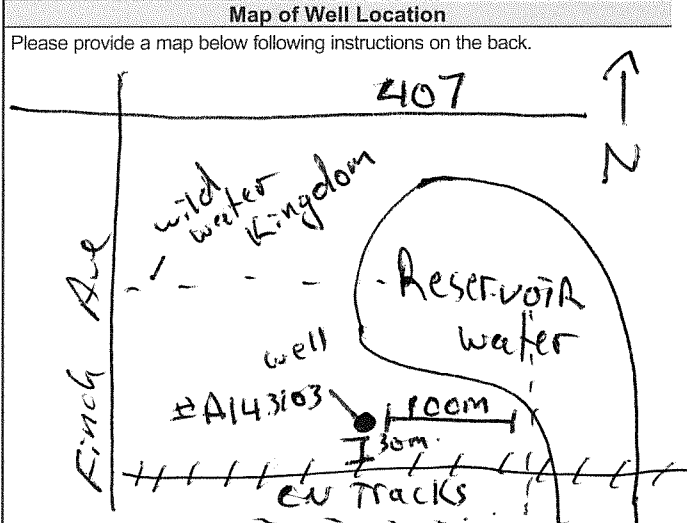 Map of Well Location
Please provide a map below following instructions on the back.
407
N
wild
water
Kingdom
Finch Ave
Reservoir
water
well
#A143103
100m
30m.
CN Tracks